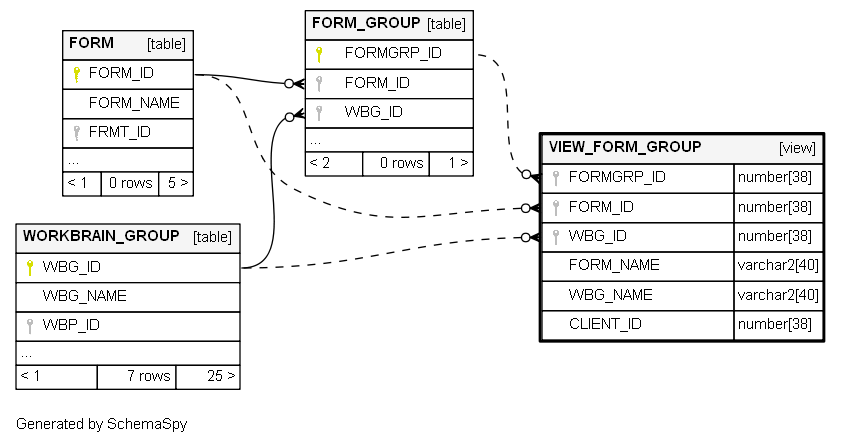 FORM [table]
FORM_ID
FORM_NAME
FRMT_ID
...
< 1 0 rows 5 >
FORM_GROUP [table]
FORMGRP_ID
FORM_ID
WBG_ID
...
< 2 0 rows 1 >
WORKBRAIN_GROUP [table]
WBG_ID
WBG_NAME
WBP_ID
...
< 1 7 rows 25 >
VIEW_FORM_GROUP [view]
FORMGRP_ID number[38]
FORM_ID number[38]
WBG_ID number[38]
FORM_NAME varchar2[40]
WBG_NAME varchar2[40]
CLIENT_ID number[38]
Generated by SchemaSpy